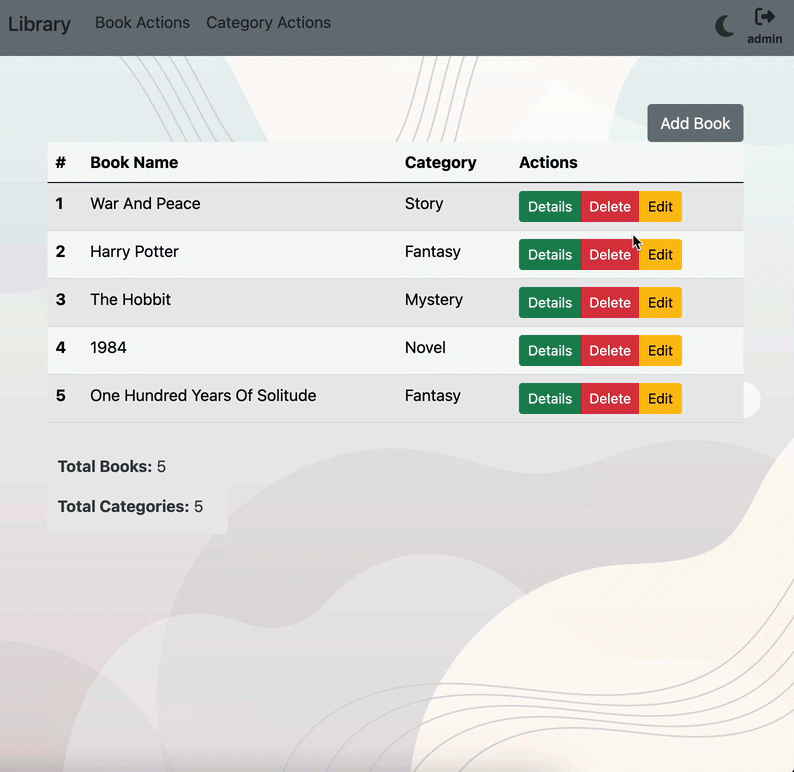 Library Book Actions Category Actions
admin
Add Book
# Book Name Category Actions
1 War And Peace Story Details Delete Edit
2 Harry Potter Fantasy Details Delete Edit
3 The Hobbit Mystery Details Delete Edit
4 1984 Novel Details Delete Edit
5 One Hundred Years Of Solitude Fantasy Details Delete Edit
Total Books: 5
Total Categories: 5